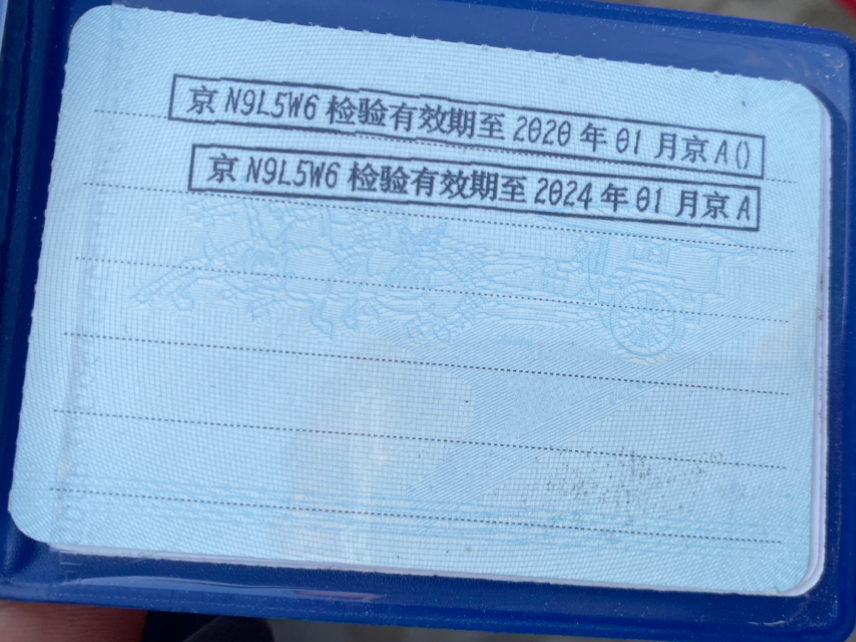 京 N9L5W6 检验有效期至 2020 年 01 月京 A()
京 N9L5W6 检验有效期至 2024 年 01 月京 A